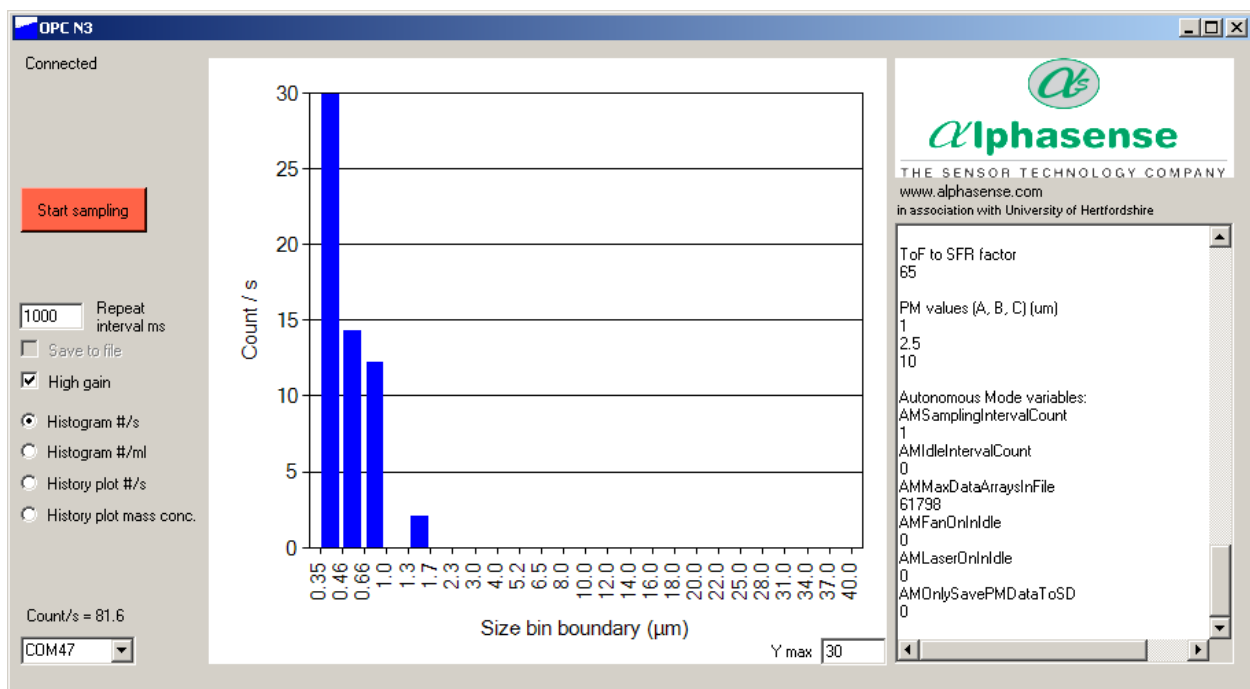 OPC N3
Connected
Start sampling
1000
Repeat
interval ms
Save to file
High gain
Histogram #/s
Histogram #/ml
History plot #/s
History plot mass conc.
Count/s = 81.6
COM47
Count / s
30
25
20
15
10
5
0
0.35
0.46
0.66
1.0
1.3
1.7
2.3
3.0
4.0
5.2
6.5
8.0
10.0
12.0
14.0
16.0
18.0
20.0
22.0
25.0
28.0
31.0
34.0
37.0
40.0
Size bin boundary (µm)
Y max 30
αs
αlphasense
THE SENSOR TECHNOLOGY COMPANY
www.alphasense.com
in association with University of Hertfordshire
ToF to SFR factor
65
PM values (A, B, C) (um)
1
2.5
10
Autonomous Mode variables:
AMSamplingIntervalCount
1
AMIdleIntervalCount
0
AMMaxDataArraysInFile
61798
AMFanOnInIdle
0
AMLaserOnInIdle
0
AMOnlySavePMDataToSD
0